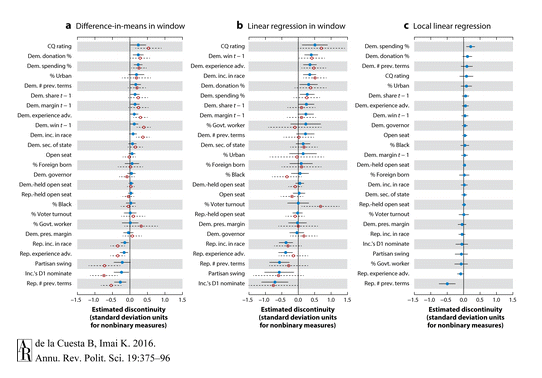 a Difference-in-means in window
CQ rating
Dem. donation %
Dem. spending %
% Urban
Dem. # prev. terms
Dem. share t − 1
Dem. margin t − 1
Dem. experience adv.
Dem. win t − 1
Dem. inc. in race
Dem. sec. of state
Open seat
% Foreign born
Dem. governor
Dem.-held open seat
Rep.-held open seat
% Black
% Voter turnout
% Govt. worker
Dem. pres. margin
Rep. inc. in race
Rep. experience adv.
Partisan swing
Inc.'s D1 nominate
Rep. # prev. terms
−1.5 −1.0 −0.5 0.0 0.5 1.0 1.5
Estimated discontinuity
(standard deviation units
for nonbinary measures)
b Linear regression in window
CQ rating
Dem. win t − 1
Dem. experience adv.
Dem. inc. in race
Dem. donation %
Dem. spending %
Dem. share t − 1
Dem. margin t − 1
% Govt. worker
Dem. # prev. terms
Dem. sec. of state
% Urban
% Foreign born
% Black
Dem.-held open seat
Open seat
% Voter turnout
Rep.-held open seat
Dem. pres. margin
Dem. governor
Rep. inc. in race
Rep. experience adv.
Rep. # prev. terms
Partisan swing
Inc.'s D1 nominate
−1.5 −1.0 −0.5 0.0 0.5 1.0 1.5
Estimated discontinuity
(standard deviation units
for nonbinary measures)
c Local linear regression
Dem. spending %
Dem. donation %
Dem. # prev. terms
CQ rating
% Urban
Dem. share t − 1
Dem. experience adv.
Dem. win t − 1
Dem. governor
Open seat
% Black
Dem. margin t − 1
Dem.-held open seat
% Foreign born
Dem. inc. in race
Dem. sec. of state
Rep.-held open seat
% Voter turnout
Dem. pres. margin
Rep. inc. in race
Inc.'s D1 nominate
Partisan swing
% Govt. worker
Rep. experience adv.
Rep. # prev. terms
−1.5 −1.0 −0.5 0.0 0.5 1.0 1.5
Estimated discontinuity
(standard deviation units
for nonbinary measures)
AR de la Cuesta B, Imai K. 2016.
Annu. Rev. Polit. Sci. 19:375–96